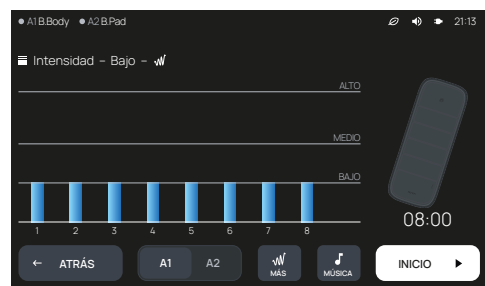 A1 B.Body A2 B.Pad 21:13
Intensidad – Bajo –
ALTO
MEDIO
BAJO
1 2 3 4 5 6 7 8
08:00
← ATRÁS A1 A2 MÁS MÚSICA INICIO